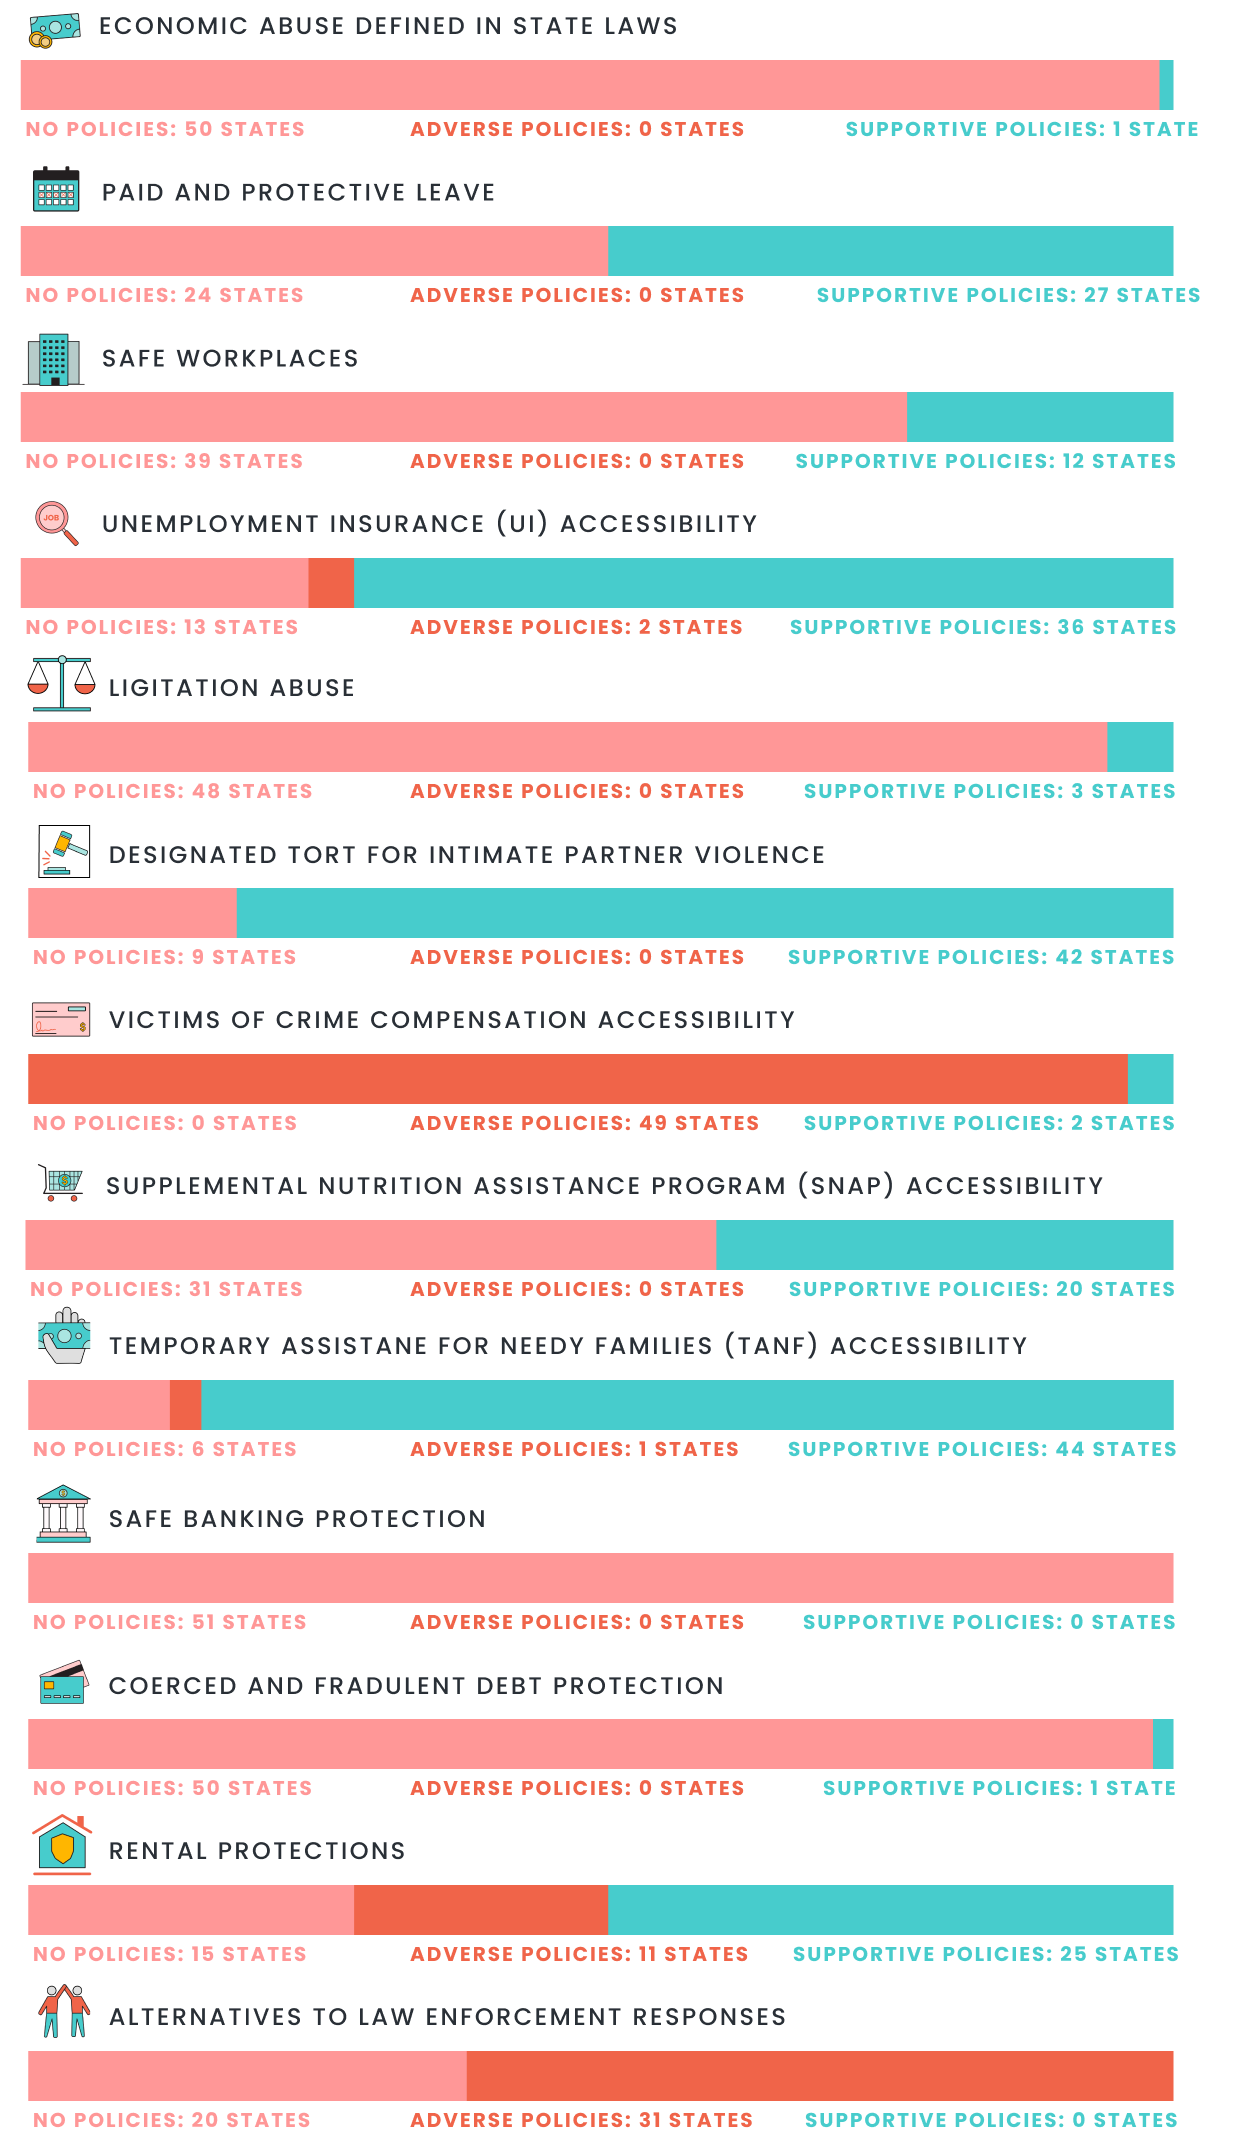 ECONOMIC ABUSE DEFINED IN STATE LAWS
NO POLICIES: 50 STATES ADVERSE POLICIES: 0 STATES SUPPORTIVE POLICIES: 1 STATE
PAID AND PROTECTIVE LEAVE
NO POLICIES: 24 STATES ADVERSE POLICIES: 0 STATES SUPPORTIVE POLICIES: 27 STATES
SAFE WORKPLACES
NO POLICIES: 39 STATES ADVERSE POLICIES: 0 STATES SUPPORTIVE POLICIES: 12 STATES
JOB
UNEMPLOYMENT INSURANCE (UI) ACCESSIBILITY
NO POLICIES: 13 STATES ADVERSE POLICIES: 2 STATES SUPPORTIVE POLICIES: 36 STATES
LIGITATION ABUSE
NO POLICIES: 48 STATES ADVERSE POLICIES: 0 STATES SUPPORTIVE POLICIES: 3 STATES
DESIGNATED TORT FOR INTIMATE PARTNER VIOLENCE
NO POLICIES: 9 STATES ADVERSE POLICIES: 0 STATES SUPPORTIVE POLICIES: 42 STATES
$
VICTIMS OF CRIME COMPENSATION ACCESSIBILITY
NO POLICIES: 0 STATES ADVERSE POLICIES: 49 STATES SUPPORTIVE POLICIES: 2 STATES
SUPPLEMENTAL NUTRITION ASSISTANCE PROGRAM (SNAP) ACCESSIBILITY
NO POLICIES: 31 STATES ADVERSE POLICIES: 0 STATES SUPPORTIVE POLICIES: 20 STATES
TEMPORARY ASSISTANE FOR NEEDY FAMILIES (TANF) ACCESSIBILITY
NO POLICIES: 6 STATES ADVERSE POLICIES: 1 STATES SUPPORTIVE POLICIES: 44 STATES
SAFE BANKING PROTECTION
NO POLICIES: 51 STATES ADVERSE POLICIES: 0 STATES SUPPORTIVE POLICIES: 0 STATES
COERCED AND FRADULENT DEBT PROTECTION
NO POLICIES: 50 STATES ADVERSE POLICIES: 0 STATES SUPPORTIVE POLICIES: 1 STATE
RENTAL PROTECTIONS
NO POLICIES: 15 STATES ADVERSE POLICIES: 11 STATES SUPPORTIVE POLICIES: 25 STATES
ALTERNATIVES TO LAW ENFORCEMENT RESPONSES
NO POLICIES: 20 STATES ADVERSE POLICIES: 31 STATES SUPPORTIVE POLICIES: 0 STATES